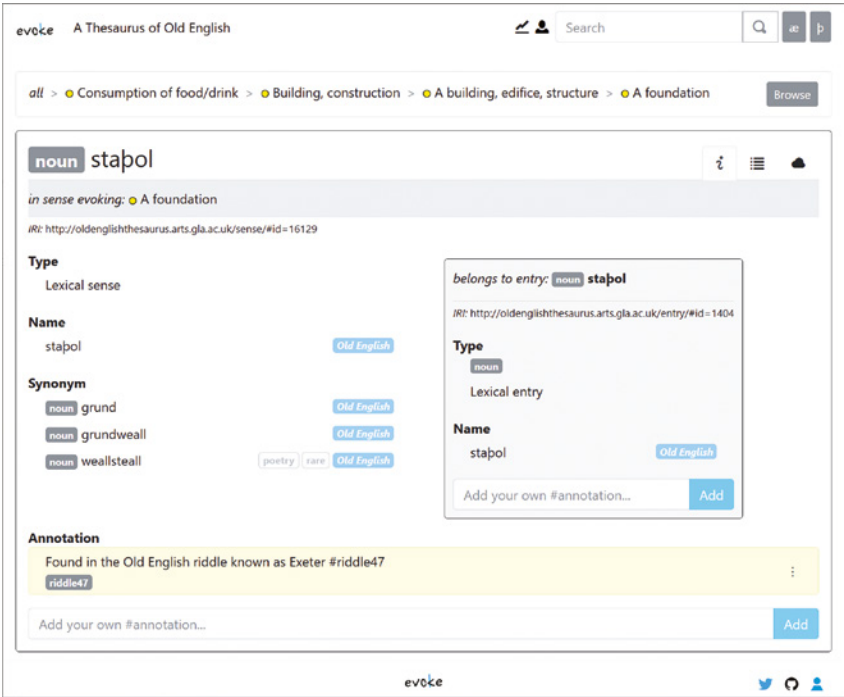 evoke A Thesaurus of Old English Search æ þ
all > Consumption of food/drink > Building, construction > A building, edifice, structure > A foundation Browse
noun staþol i
in sense evoking: A foundation
IRI: http://oldenglishthesaurus.arts.gla.ac.uk/sense/#id=16129
Type
Lexical sense
Name
staþol Old English
Synonym
noun grund Old English
noun grundweall Old English
noun weallsteall poetry rare Old English
belongs to entry: noun staþol
IRI: http://oldenglishthesaurus.arts.gla.ac.uk/entry/#id=1404
Type
noun
Lexical entry
Name
staþol Old English
Add your own #annotation... Add
Annotation
Found in the Old English riddle known as Exeter #riddle47
riddle47
Add your own #annotation... Add
evoke